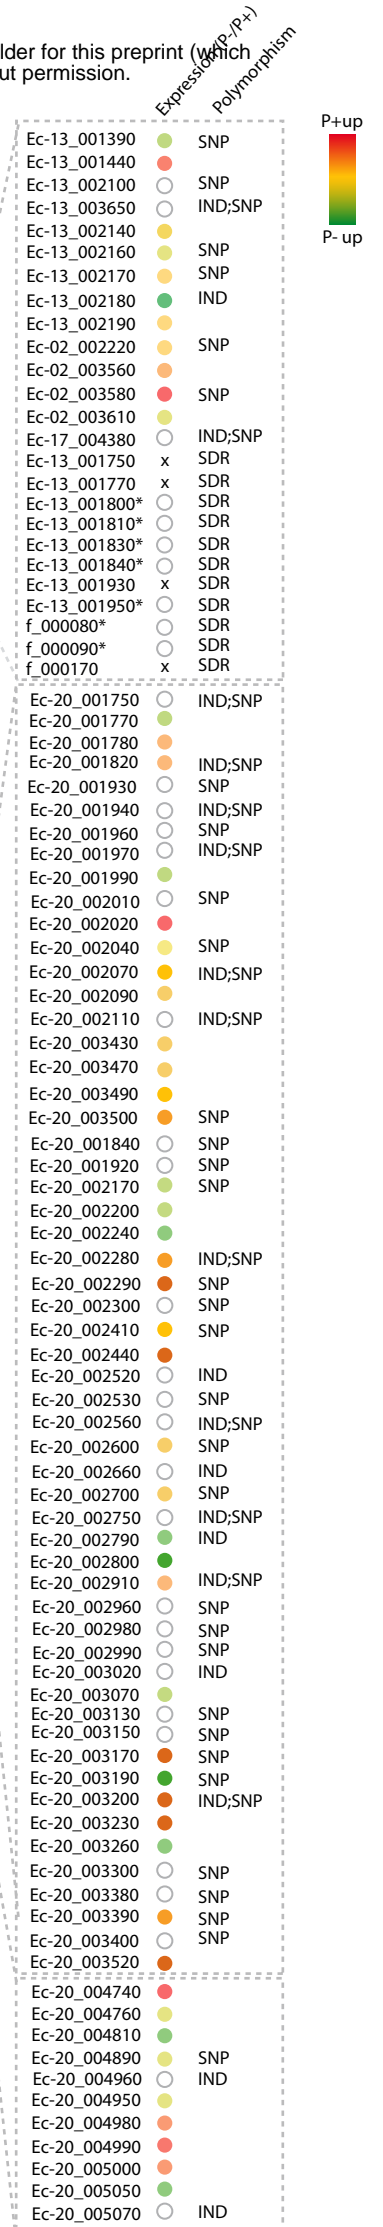 lder for this preprint (which
ut permission.
Expression(P-/P+)
Polymorphism
P+up
P- up
Ec-13_001390 SNP
Ec-13_001440
Ec-13_002100 SNP
Ec-13_003650 IND;SNP
Ec-13_002140
Ec-13_002160 SNP
Ec-13_002170 SNP
Ec-13_002180 IND
Ec-13_002190
Ec-02_002220 SNP
Ec-02_003560
Ec-02_003580 SNP
Ec-02_003610
Ec-17_004380 IND;SNP
Ec-13_001750 x SDR
Ec-13_001770 x SDR
Ec-13_001800* SDR
Ec-13_001810* SDR
Ec-13_001830* SDR
Ec-13_001840* SDR
Ec-13_001930 x SDR
Ec-13_001950* SDR
f_000080* SDR
f_000090* SDR
f_000170 x SDR
Ec-20_001750 IND;SNP
Ec-20_001770
Ec-20_001780
Ec-20_001820 IND;SNP
Ec-20_001930 SNP
Ec-20_001940 IND;SNP
Ec-20_001960 SNP
Ec-20_001970 IND;SNP
Ec-20_001990
Ec-20_002010 SNP
Ec-20_002020
Ec-20_002040 SNP
Ec-20_002070 IND;SNP
Ec-20_002090
Ec-20_002110 IND;SNP
Ec-20_003430
Ec-20_003470
Ec-20_003490
Ec-20_003500 SNP
Ec-20_001840 SNP
Ec-20_001920 SNP
Ec-20_002170 SNP
Ec-20_002200
Ec-20_002240
Ec-20_002280 IND;SNP
Ec-20_002290 SNP
Ec-20_002300 SNP
Ec-20_002410 SNP
Ec-20_002440
Ec-20_002520 IND
Ec-20_002530 SNP
Ec-20_002560 IND;SNP
Ec-20_002600 SNP
Ec-20_002660 IND
Ec-20_002700 SNP
Ec-20_002750 IND;SNP
Ec-20_002790 IND
Ec-20_002800
Ec-20_002910 IND;SNP
Ec-20_002960 SNP
Ec-20_002980 SNP
Ec-20_002990 SNP
Ec-20_003020 IND
Ec-20_003070
Ec-20_003130 SNP
Ec-20_003150 SNP
Ec-20_003170 SNP
Ec-20_003190 SNP
Ec-20_003200 IND;SNP
Ec-20_003230
Ec-20_003260
Ec-20_003300 SNP
Ec-20_003380 SNP
Ec-20_003390 SNP
Ec-20_003400 SNP
Ec-20_003520
Ec-20_004740
Ec-20_004760
Ec-20_004810
Ec-20_004890 SNP
Ec-20_004960 IND
Ec-20_004950
Ec-20_004980
Ec-20_004990
Ec-20_005000
Ec-20_005050
Ec-20_005070 IND